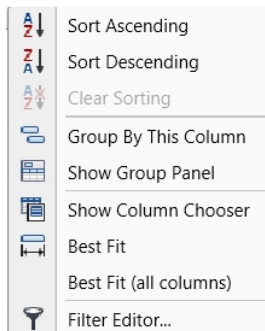 Sort Ascending
Sort Descending
Clear Sorting
Group By This Column
Show Group Panel
Show Column Chooser
Best Fit
Best Fit (all columns)
Filter Editor...